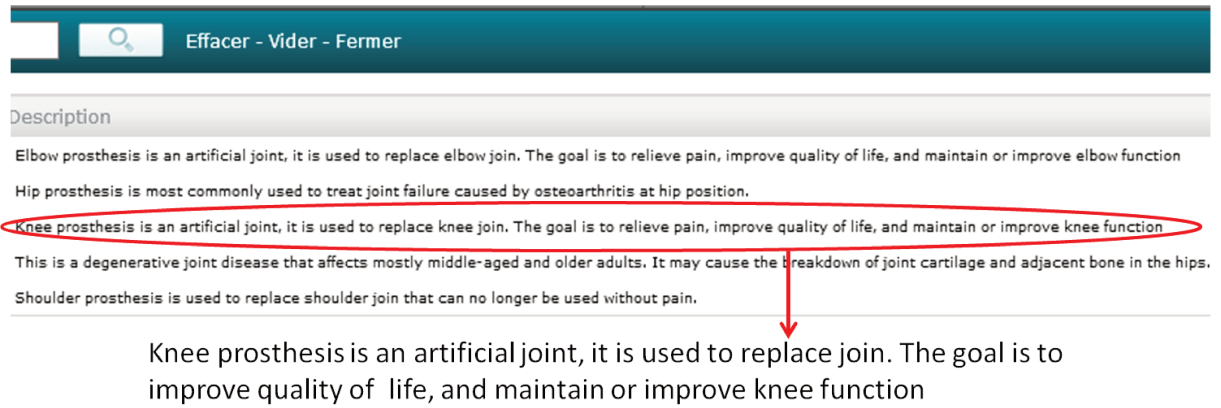 Effacer - Vider - Fermer
Description
Elbow prosthesis is an artificial joint, it is used to replace elbow join. The goal is to relieve pain, improve quality of life, and maintain or improve elbow function
Hip prosthesis is most commonly used to treat joint failure caused by osteoarthritis at hip position.
Knee prosthesis is an artificial joint, it is used to replace knee join. The goal is to relieve pain, improve quality of life, and maintain or improve knee function
This is a degenerative joint disease that affects mostly middle-aged and older adults. It may cause the breakdown of joint cartilage and adjacent bone in the hips.
Shoulder prosthesis is used to replace shoulder join that can no longer be used without pain.
Knee prosthesis is an artificial joint, it is used to replace join. The goal is to
improve quality of life, and maintain or improve knee function